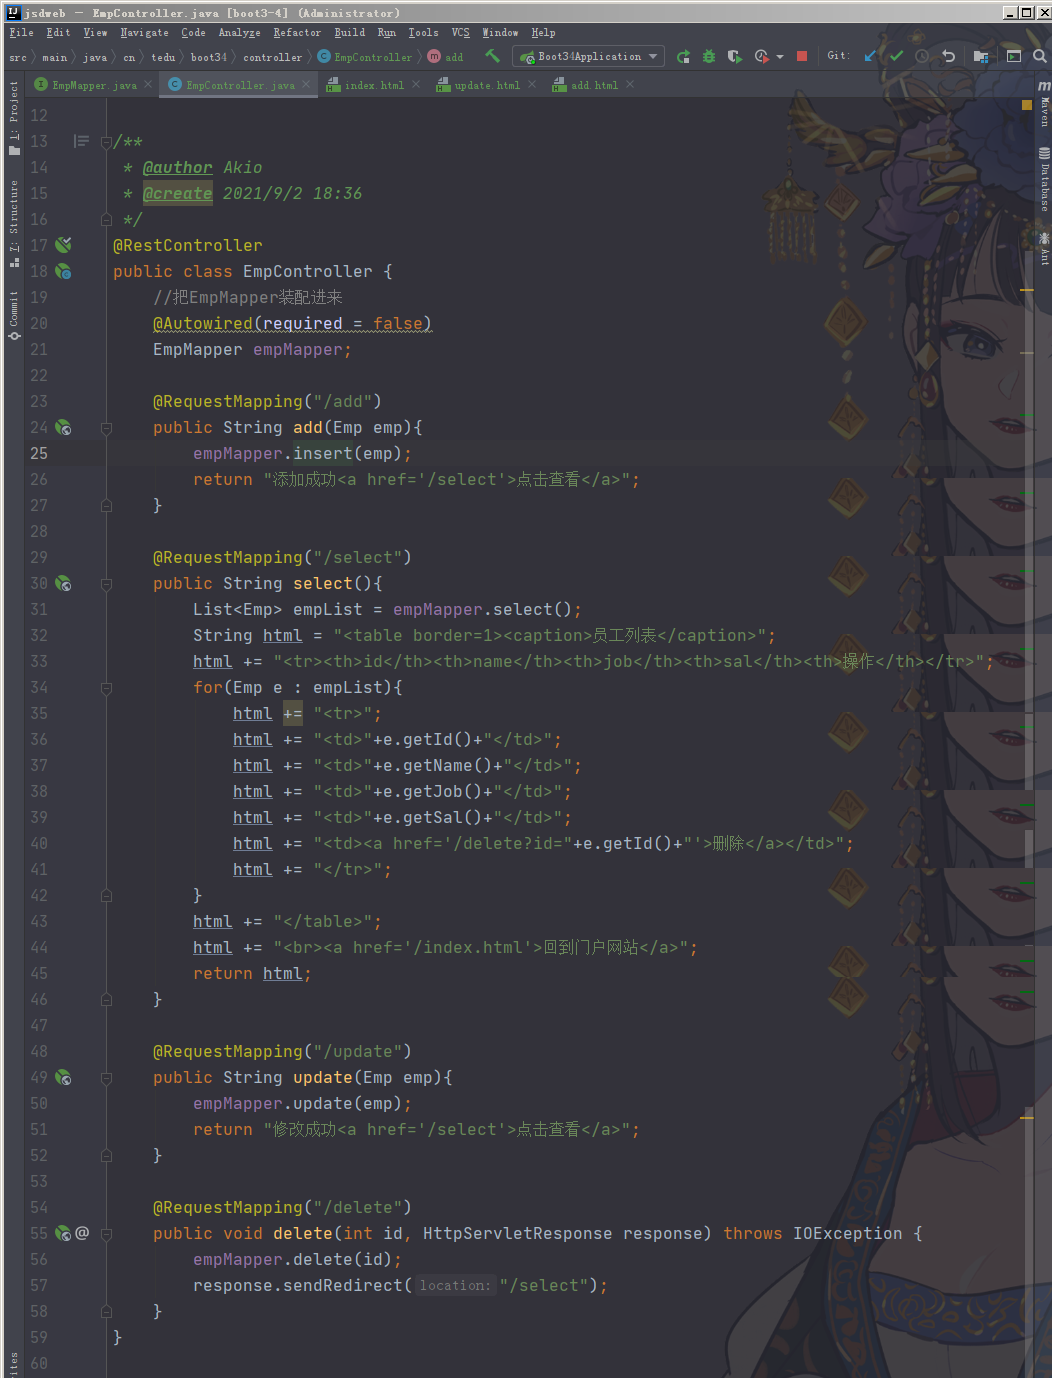 jsdweb – EmpController.java [boot3-4] (Administrator)
File Edit View Navigate Code Analyze Refactor Build Run Tools VCS Window Help
src main java cn tedu boot34 controller EmpController add Boot34Application Git:
EmpMapper.java EmpController.java index.html update.html add.html
1: Project
7: Structure
Commit
Maven
Database
Ant
12
13 /**
14 * @author Akio
15 * @create 2021/9/2 18:36
16 */
17 @RestController
18 public class EmpController {
19 //把EmpMapper装配进来
20 @Autowired(required = false)
21 EmpMapper empMapper;
22
23 @RequestMapping("/add")
24 public String add(Emp emp){
25 empMapper.insert(emp);
26 return "添加成功<a href='/select'>点击查看</a>";
27 }
28
29 @RequestMapping("/select")
30 public String select(){
31 List<Emp> empList = empMapper.select();
32 String html = "<table border=1><caption>员工列表</caption>";
33 html += "<tr><th>id</th><th>name</th><th>job</th><th>sal</th><th>操作</th></tr>";
34 for(Emp e : empList){
35 html += "<tr>";
36 html += "<td>"+e.getId()+"</td>";
37 html += "<td>"+e.getName()+"</td>";
38 html += "<td>"+e.getJob()+"</td>";
39 html += "<td>"+e.getSal()+"</td>";
40 html += "<td><a href='/delete?id="+e.getId()+"'>删除</a></td>";
41 html += "</tr>";
42 }
43 html += "</table>";
44 html += "<br><a href='/index.html'>回到门户网站</a>";
45 return html;
46 }
47
48 @RequestMapping("/update")
49 public String update(Emp emp){
50 empMapper.update(emp);
51 return "修改成功<a href='/select'>点击查看</a>";
52 }
53
54 @RequestMapping("/delete")
55 public void delete(int id, HttpServletResponse response) throws IOException {
56 empMapper.delete(id);
57 response.sendRedirect( location: "/select");
58 }
59 }
60